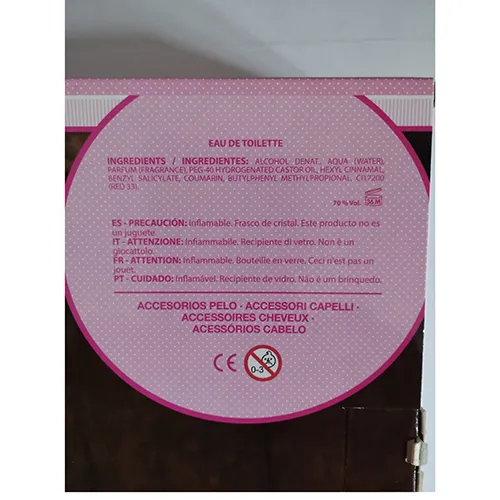 EAU DE TOILETTE
INGREDIENTS / INGREDIENTES: ALCOHOL DENAT., AQUA (WATER),
PARFUM (FRAGRANCE), PEG-40 HYDROGENATED CASTOR OIL, HEXYL CINNAMAL,
BENZYL SALICYLATE, COUMARIN, BUTYLPHENYL METHYLPROPIONAL, CI17200
(RED 33).
70 % Vol. 36 M
ES - PRECAUCIÓN: Inflamable. Frasco de cristal. Este producto no es
un juguete.
IT - ATTENZIONE: Infiammabile. Recipiente di vetro. Non è un
giocattolo.
FR - ATTENTION: Inflammable. Bouteille en verre. Ceci n'est pas un
jouet.
PT - CUIDADO: Inflamável. Recipiente de vidro. Não é um brinquedo.
ACCESORIOS PELO · ACCESSORI CAPELLI ·
ACCESSOIRES CHEVEUX ·
ACESSÓRIOS CABELO
CE 0-3